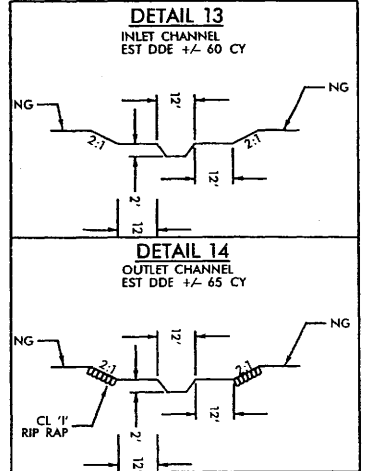 DETAIL 13
INLET CHANNEL
EST DDE +/- 60 CY
NG
NG
12'
2:1
2:1
2'
12'
12
DETAIL 14
OUTLET CHANNEL
EST DDE +/- 65 CY
NG
NG
12'
2:1
2:1
CL 'I'
RIP RAP
2'
12'
12